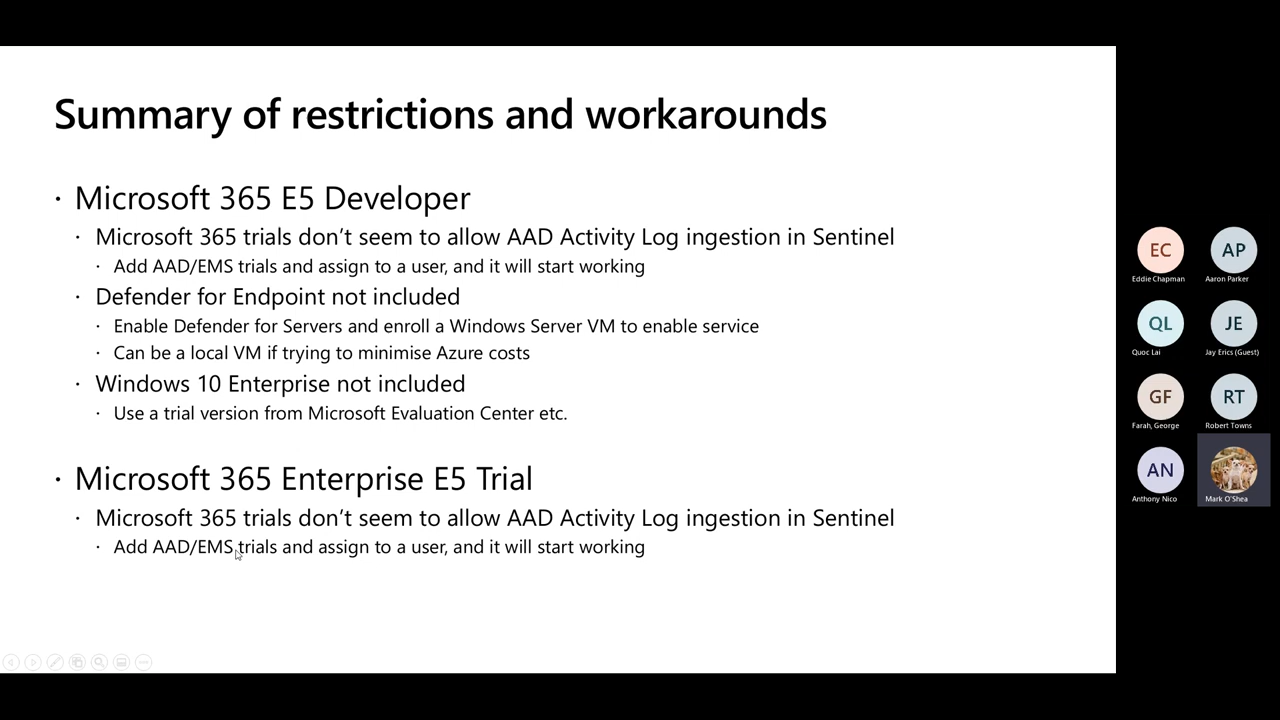 Summary of restrictions and workarounds
· Microsoft 365 E5 Developer
· Microsoft 365 trials don’t seem to allow AAD Activity Log ingestion in Sentinel
· Add AAD/EMS trials and assign to a user, and it will start working
· Defender for Endpoint not included
· Enable Defender for Servers and enroll a Windows Server VM to enable service
· Can be a local VM if trying to minimise Azure costs
· Windows 10 Enterprise not included
· Use a trial version from Microsoft Evaluation Center etc.
· Microsoft 365 Enterprise E5 Trial
· Microsoft 365 trials don’t seem to allow AAD Activity Log ingestion in Sentinel
· Add AAD/EMS trials and assign to a user, and it will start working
EC AP
Eddie Chapman Aaron Parker
QL JE
Quoc Lai Jay Erics (Guest)
GF RT
Farah, George Robert Towns
AN
Anthony Nico Mark O'Shea